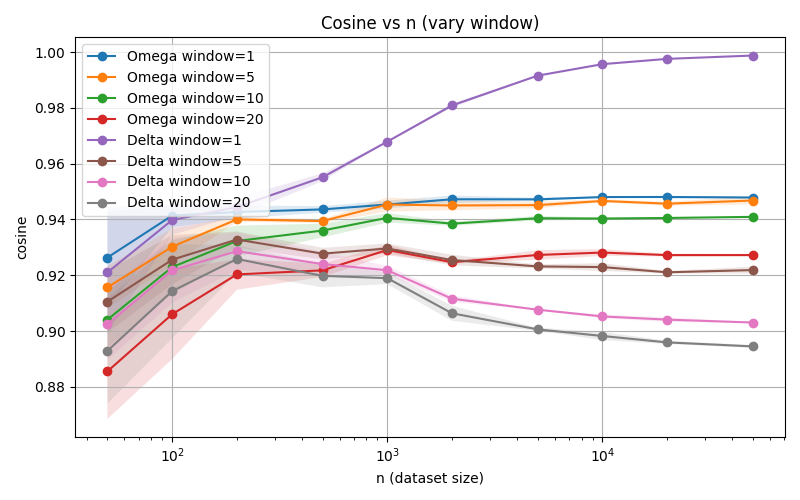 Cosine vs n (vary window)
1.00
0.98
0.96
0.94
0.92
0.90
0.88
cosine
Omega window=1
Omega window=5
Omega window=10
Omega window=20
Delta window=1
Delta window=5
Delta window=10
Delta window=20
10²
10³
10⁴
n (dataset size)